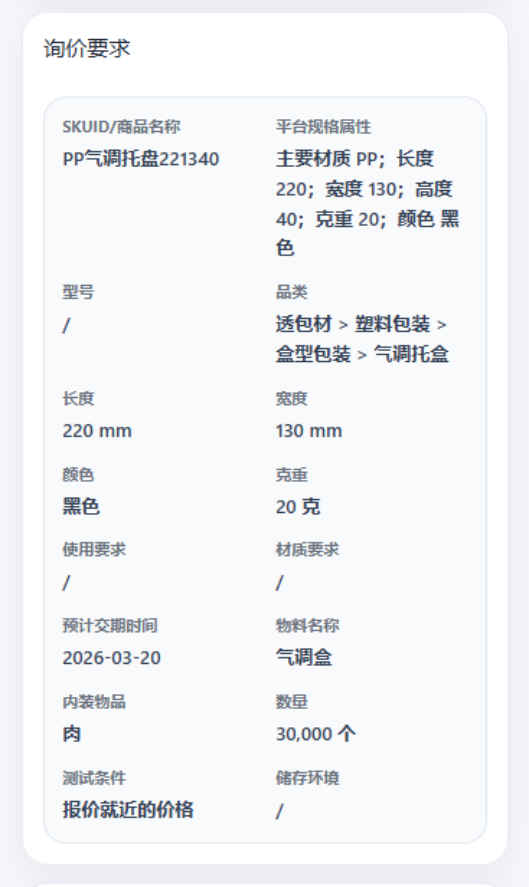 询价要求
SKUID/商品名称
平台规格属性
PP气调托盘221340
主要材质 PP；长度
220；宽度 130；高度
40；克重 20；颜色 黑
色
型号
品类
/
透包材 > 塑料包装 >
盒型包装 > 气调托盒
长度
宽度
220 mm
130 mm
颜色
克重
黑色
20 克
使用要求
材质要求
/
/
预计交期时间
物料名称
2026-03-20
气调盒
内装物品
数量
肉
30,000 个
测试条件
储存环境
报价就近的价格
/